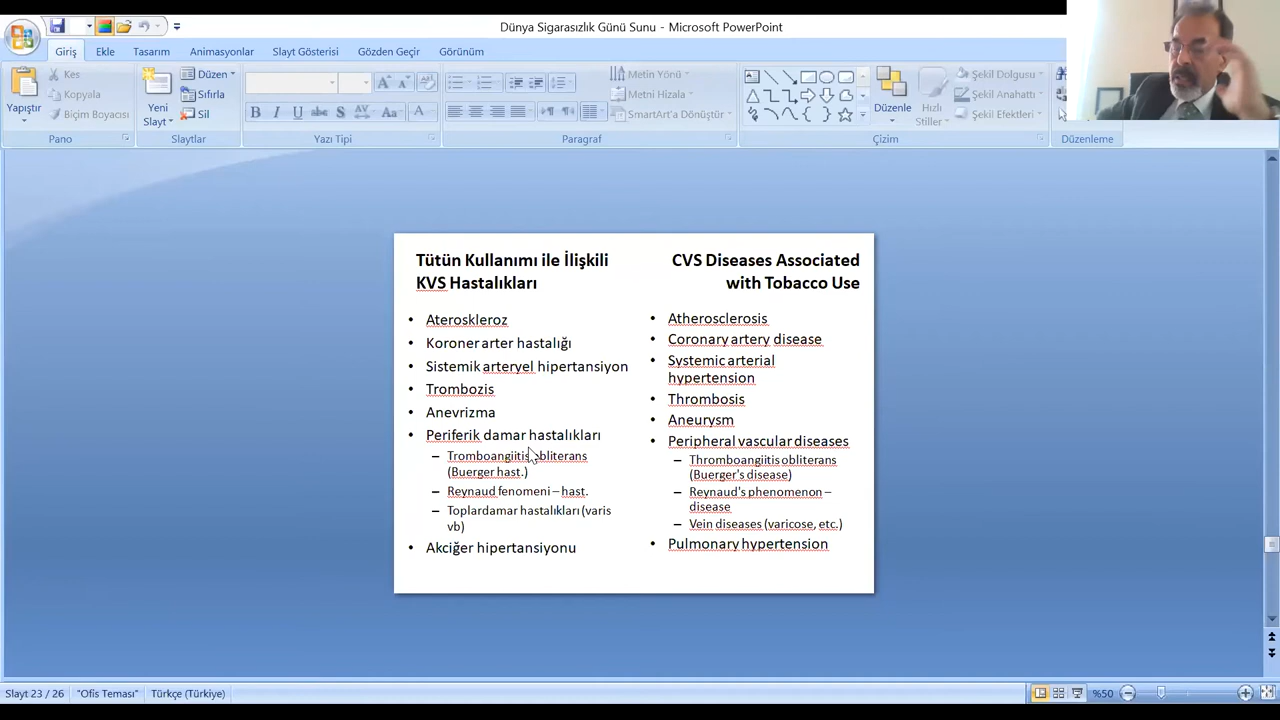 Dünya Sigarasızlık Günü Sunu - Microsoft PowerPoint
Giriş Ekle Tasarım Animasyonlar Slayt Gösterisi Gözden Geçir Görünüm
Yapıştır
Kes
Kopyala
Biçim Boyacısı
Pano
Yeni
Slayt
Düzen
Sıfırla
Sil
Slaytlar
Yazı Tipi
Metin Yönü
Metni Hizala
SmartArt'a Dönüştür
Paragraf
Düzenle
Hızlı
Stiller
Şekil Dolgusu
Şekil Anahattı
Şekil Efektleri
Çizim
Düzenleme
Tütün Kullanımı ile İlişkili
KVS Hastalıkları
• Ateroskleroz
• Koroner arter hastalığı
• Sistemik arteryel hipertansiyon
• Trombozis
• Anevrizma
• Periferik damar hastalıkları
– Tromboangiitis obliterans
(Buerger hast.)
– Reynaud fenomeni – hast.
– Toplardamar hastalıkları (varis
vb)
• Akciğer hipertansiyonu
CVS Diseases Associated
with Tobacco Use
• Atherosclerosis
• Coronary artery disease
• Systemic arterial
hypertension
• Thrombosis
• Aneurysm
• Peripheral vascular diseases
– Thromboangiitis obliterans
(Buerger's disease)
– Reynaud's phenomenon –
disease
– Vein diseases (varicose, etc.)
• Pulmonary hypertension
Slayt 23 / 26 "Ofis Teması" Türkçe (Türkiye) %50